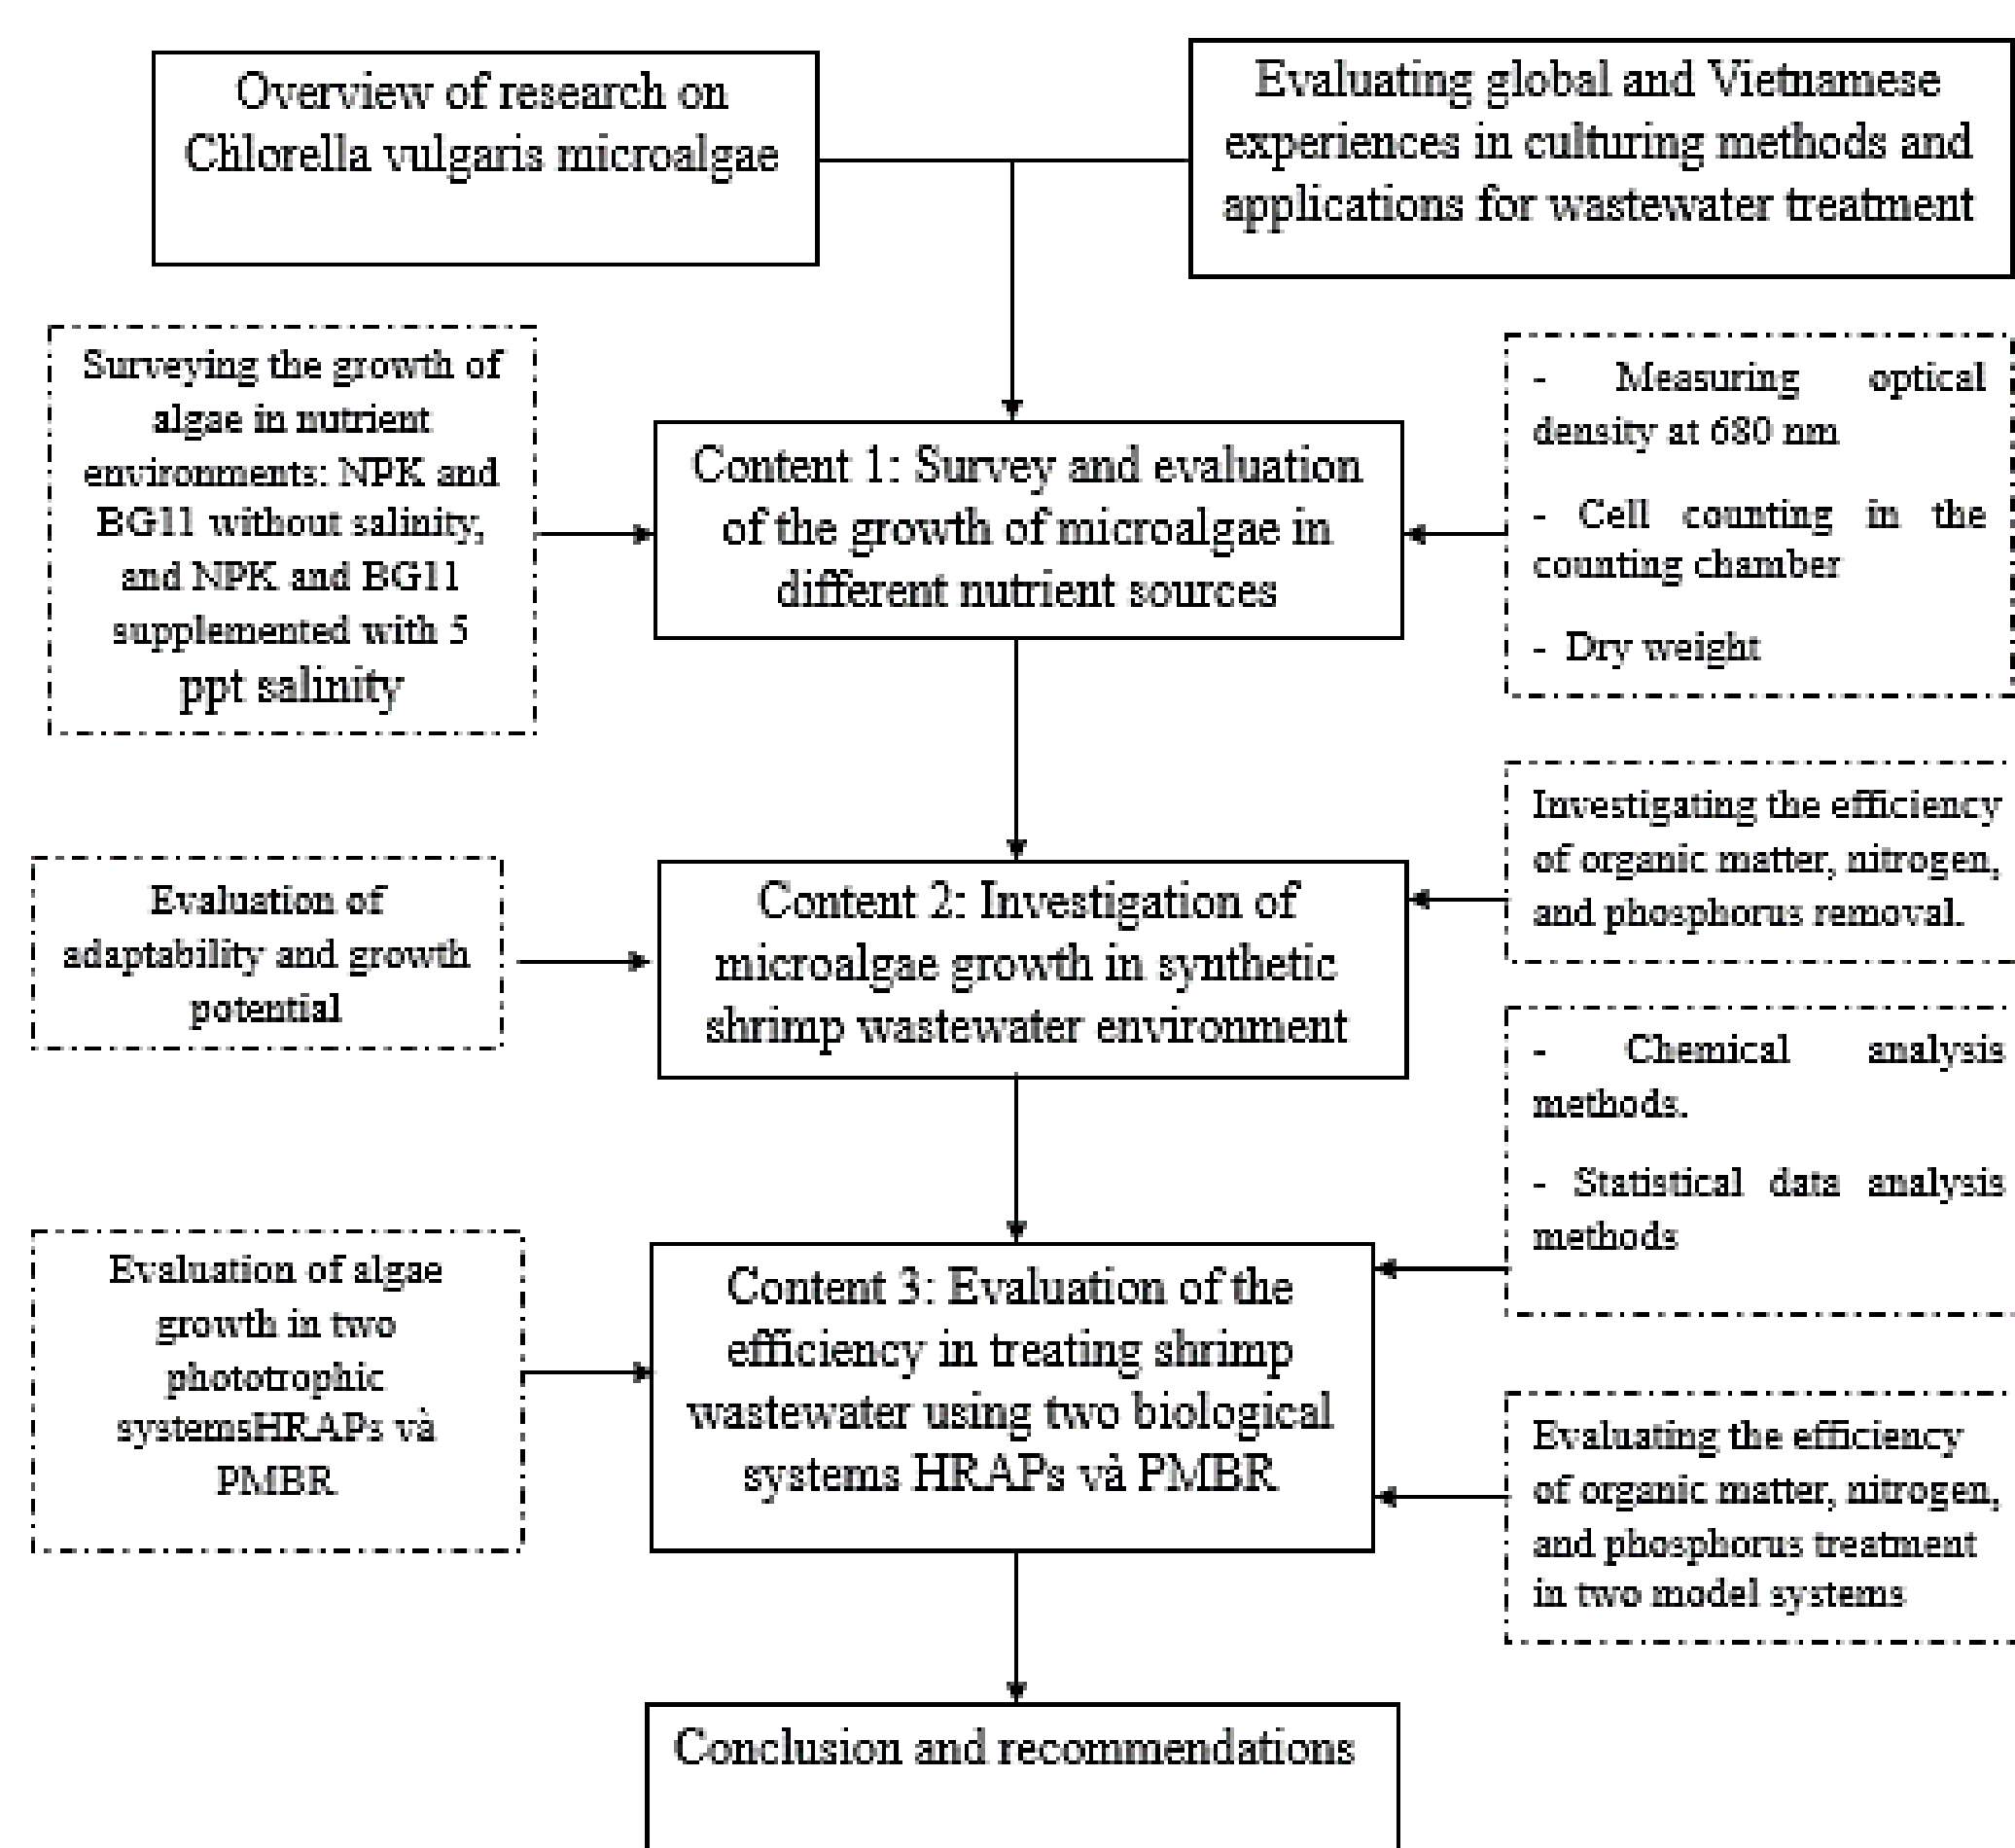 Overview of research on
Chlorella vulgaris microalgae
Evaluating global and Vietnamese
experiences in culturing methods and
applications for wastewater treatment
Surveying the growth of
algae in nutrient
environments: NPK and
BG11 without salinity,
and NPK and BG11
supplemented with 5
ppt salinity
Content 1: Survey and evaluation
of the growth of microalgae in
different nutrient sources
- Measuring optical
density at 680 nm
- Cell counting in the
counting chamber
- Dry weight
Evaluation of
adaptability and growth
potential
Content 2: Investigation of
microalgae growth in synthetic
shrimp wastewater environment
Investigating the efficiency
of organic matter, nitrogen,
and phosphorus removal.
- Chemical analysis
methods.
- Statistical data analysis
methods
Evaluation of algae
growth in two
phototrophic
systemsHRAPs và
PMBR
Content 3: Evaluation of the
efficiency in treating shrimp
wastewater using two biological
systems HRAPs và PMBR
Evaluating the efficiency
of organic matter, nitrogen,
and phosphorus treatment
in two model systems
Conclusion and recommendations